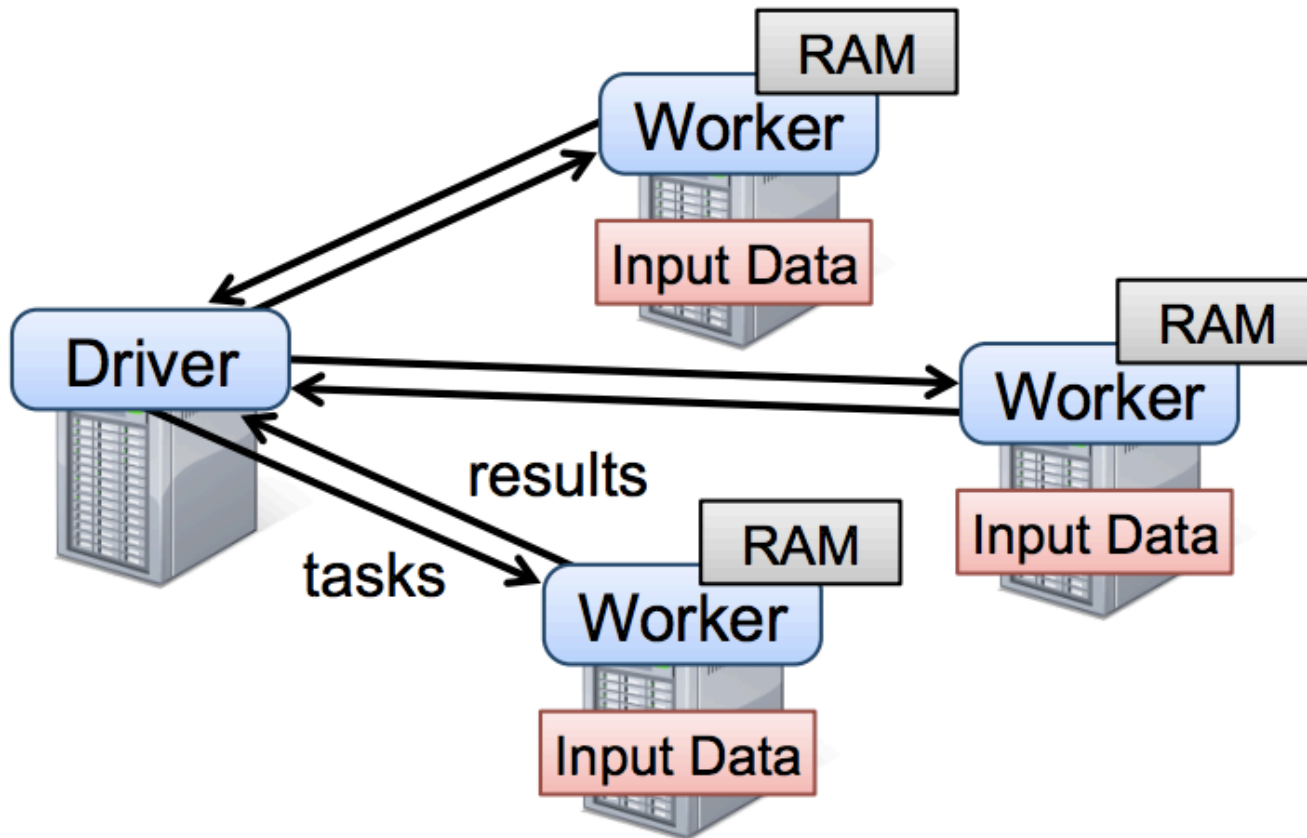 RAM
Worker
Input Data
RAM
Driver
Worker
results
Input Data
RAM
tasks
Worker
Input Data